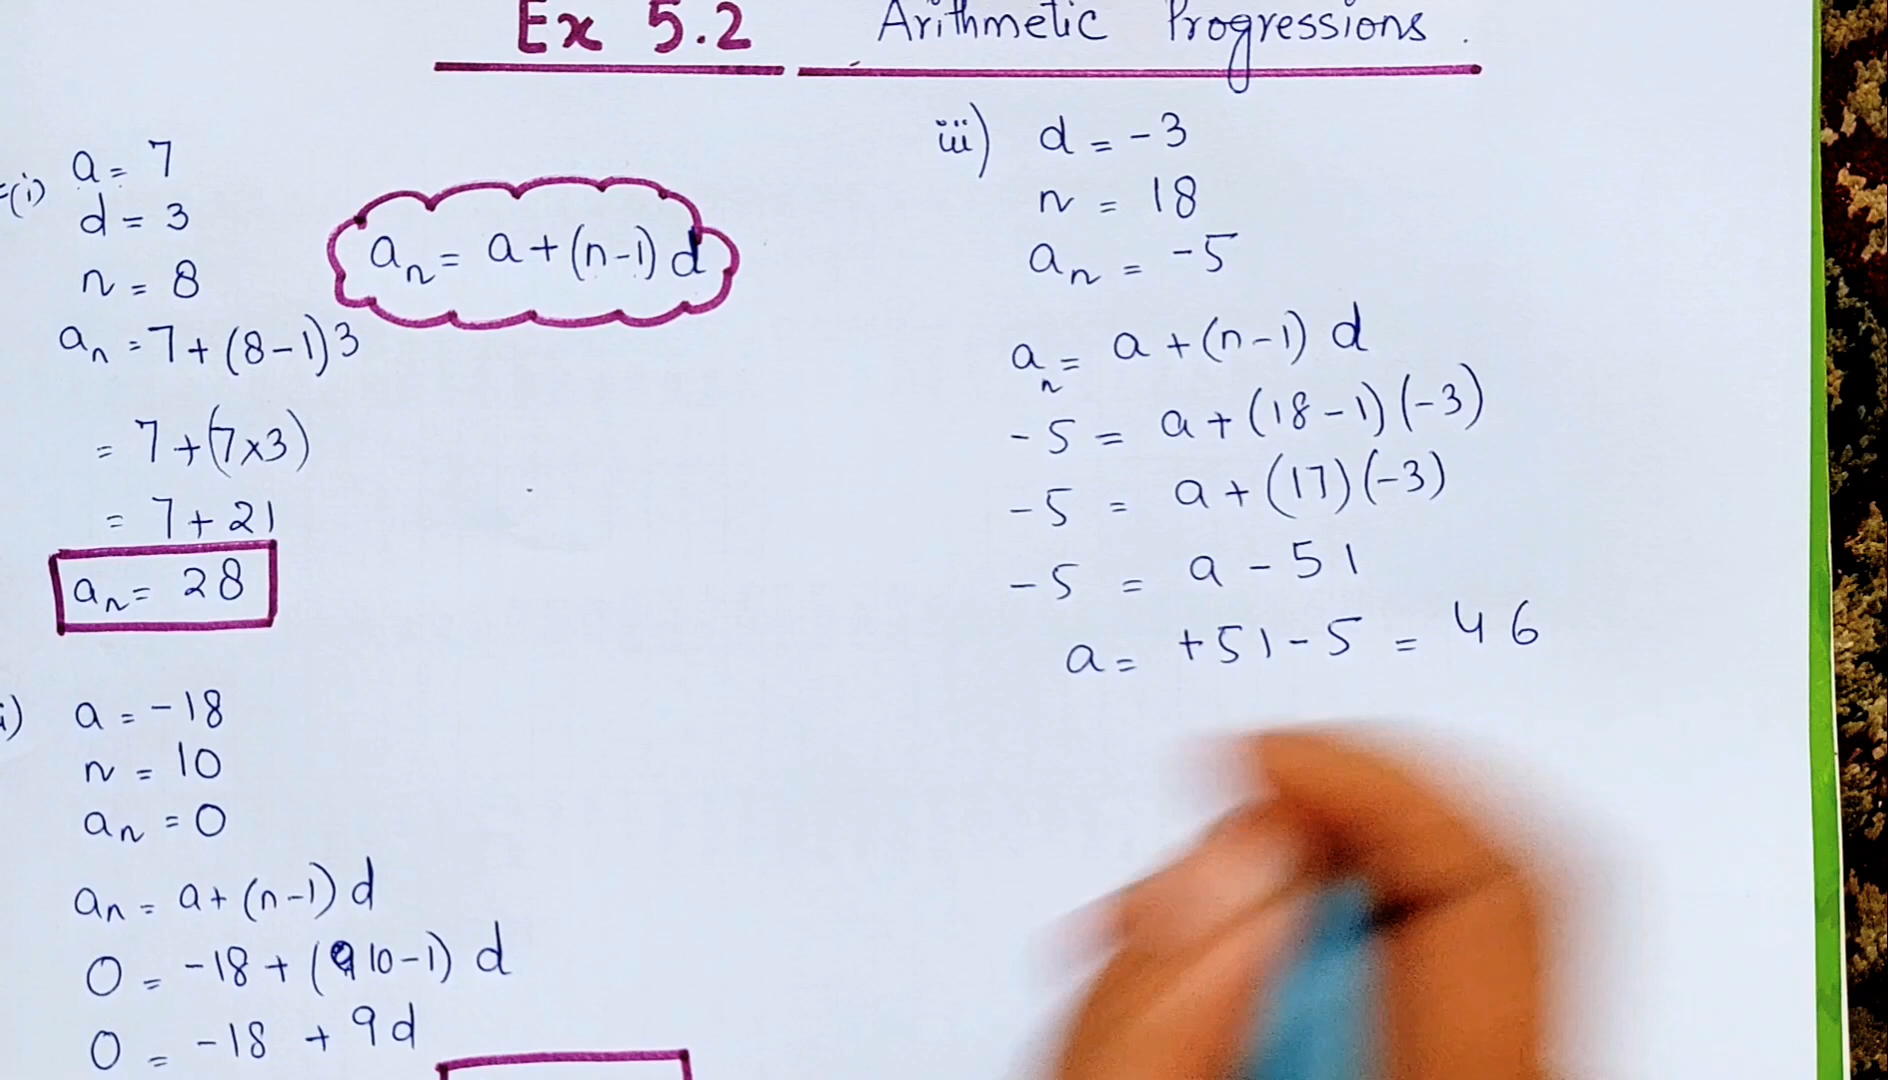 Ex 5.2 Arithmetic Progressions.
(i) a = 7
d = 3
n = 8
aₙ = a + (n-1) d
aₙ = 7 + (8-1) 3
= 7 + (7x3)
= 7 + 21
aₙ = 28
) a = -18
n = 10
aₙ = 0
aₙ = a + (n-1) d
0 = -18 + (10-1) d
0 = -18 + 9d
iii) d = -3
n = 18
aₙ = -5
aₙ = a + (n-1) d
-5 = a + (18-1) (-3)
-5 = a + (17) (-3)
-5 = a - 51
a = +51 - 5 = 46